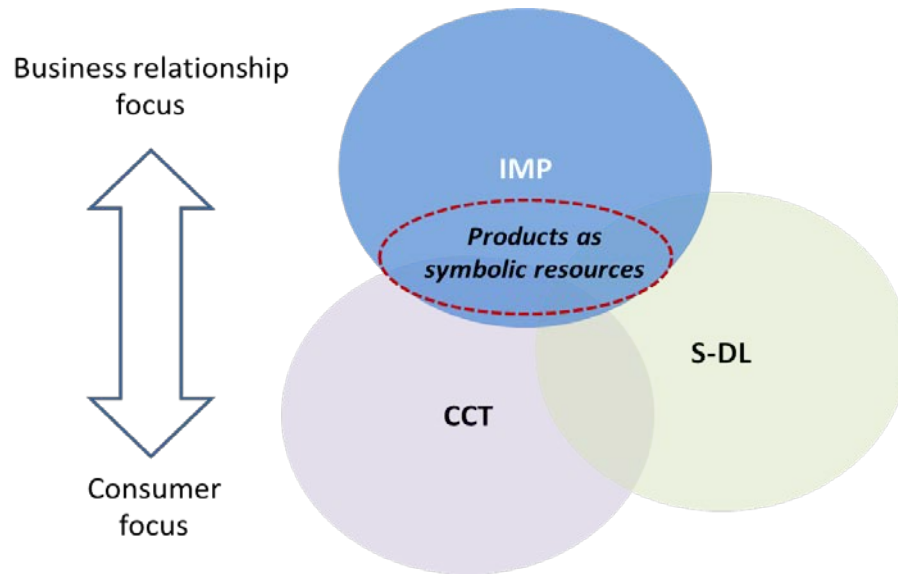 Business relationship
focus
IMP
Products as
symbolic resources
S-DL
CCT
Consumer
focus